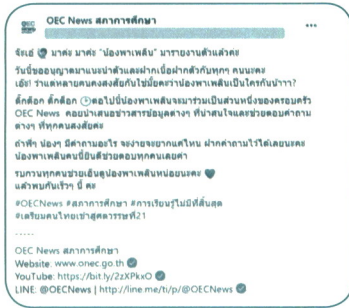 OEC News สภาการศึกษา
จ๊ะเอ๋ มาค่ะ มาค่ะ "น้องพาเพลิน" มารายงานตัวแล้วค่ะ
วันนี้ขออนุญาตมาแนะนำตัวและฝากเนื้อฝากตัวกับทุกๆ คนนะคะ
เอ๊ะ! ว่าแต่หลายคนคงสงสัยกันใช่มั้ยคะว่าน้องพาเพลินเป็นใครกันน้าาา?
ติ๊กต๊อก ติ๊กต๊อก ต่อไปนี้น้องพาเพลินจะมาร่วมเป็นส่วนหนึ่งของครอบครัว
OEC News คอยนำเสนอข่าวสารข้อมูลต่างๆ ที่น่าสนใจและช่วยตอบคำถาม
ต่างๆ ที่ทุกคนสงสัยค่ะ
ถ้าพี่ๆ น้องๆ มีคำถามอะไร จะง่ายจะยากแค่ไหน ฝากคำถามไว้ได้เลยนะคะ
น้องพาเพลินคนนี้ยินดีช่วยตอบทุกคนเลยค่า
รบกวนทุกคนช่วยเอ็นดูน้องพาเพลินหน่อยนะคะ
แล้วพบกันเร็วๆ นี้ ค่ะ
#OECNews #สภาการศึกษา #การเรียนรู้ไม่มีที่สิ้นสุด
#เตรียมคนไทยเข้าสู่ศตวรรษที่21
-----
OEC News สภาการศึกษา
Website: www.onec.go.th
YouTube: https://bit.ly/2zXPkxO
LINE: @OECNews | http://line.me/ti/p/@OECNews